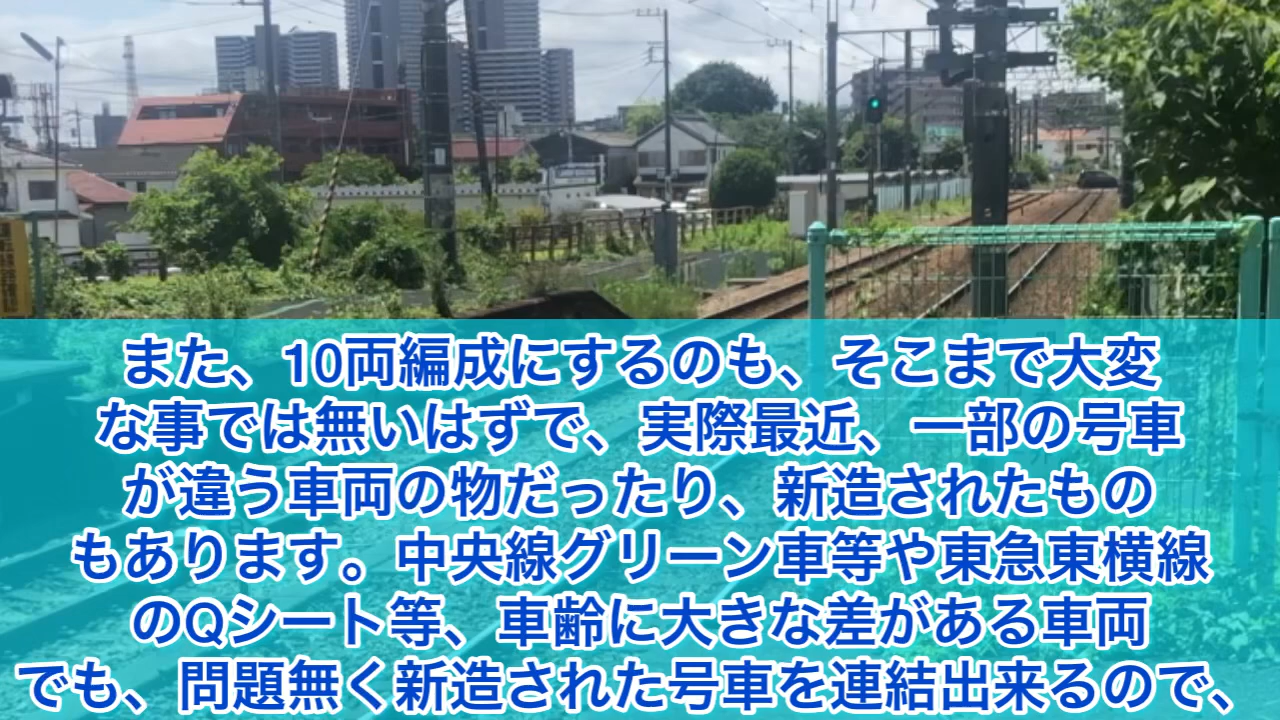 また、10両編成にするのも、そこまで大変
な事では無いはずで、実際最近、一部の号車
が違う車両の物だったり、新造されたもの
もあります。中央線グリーン車等や東急東横線
のQシート等、車齢に大きな差がある車両
でも、問題無く新造された号車を連結出来るので、